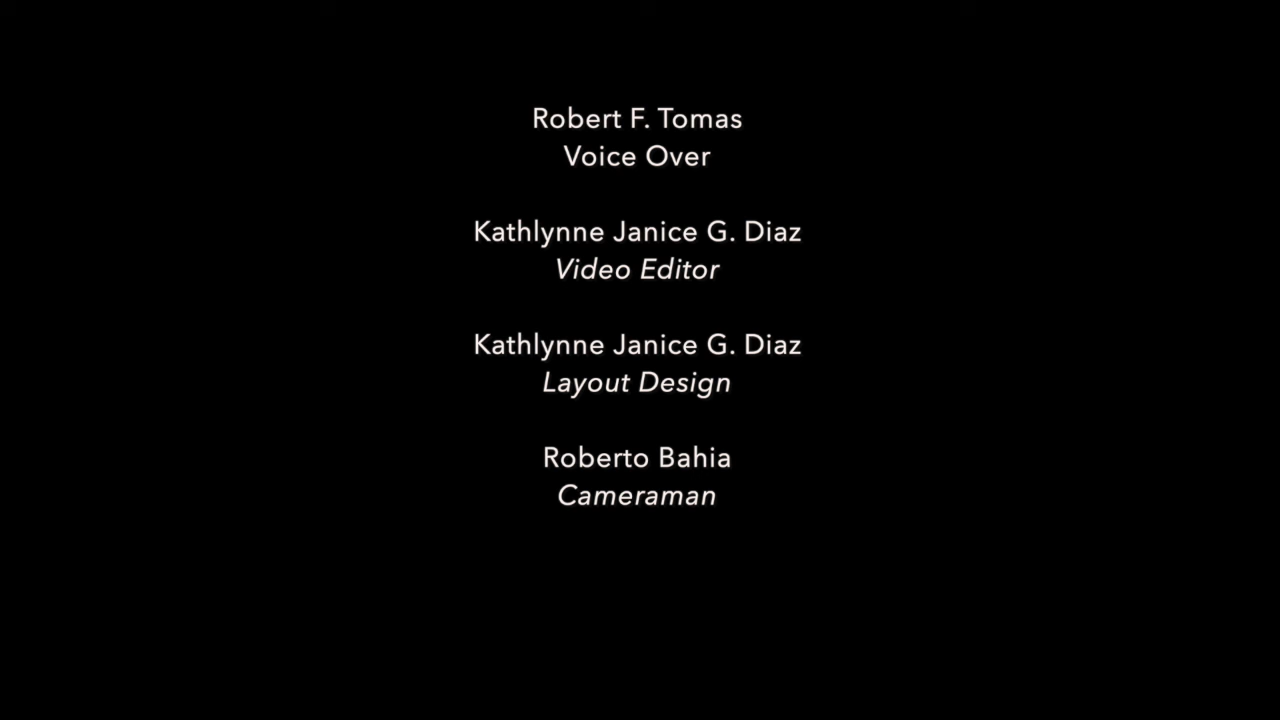 Robert F. Tomas
Voice Over
Kathlynne Janice G. Diaz
Video Editor
Kathlynne Janice G. Diaz
Layout Design
Roberto Bahia
Cameraman